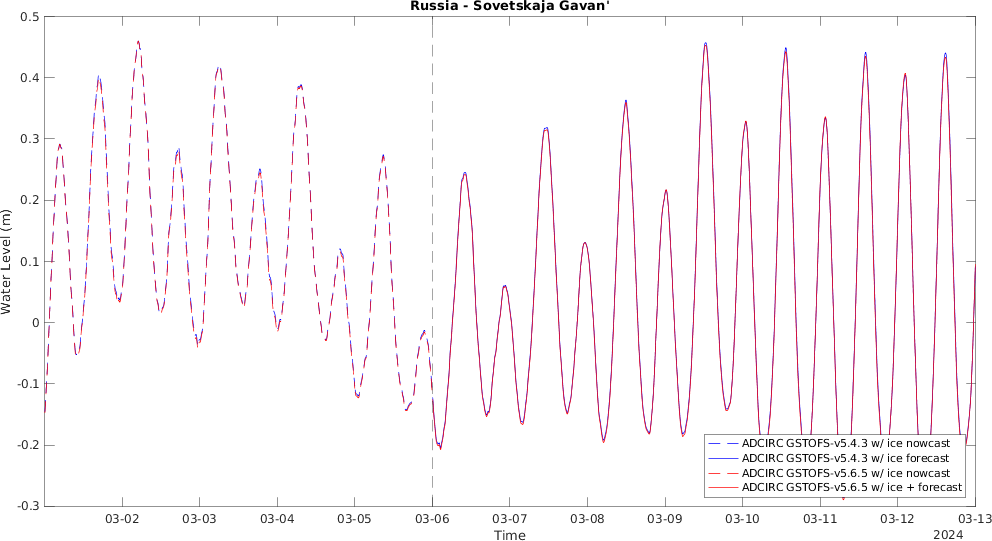 Russia - Sovetskaja Gavan'
0.5
0.4
0.3
0.2
0.1
0
-0.1
-0.2
-0.3
Water Level (m)
ADCIRC GSTOFS-v5.4.3 w/ ice nowcast
ADCIRC GSTOFS-v5.4.3 w/ ice forecast
ADCIRC GSTOFS-v5.6.5 w/ ice nowcast
ADCIRC GSTOFS-v5.6.5 w/ ice + forecast
03-02 03-03 03-04 03-05 03-06 03-07 03-08 03-09 03-10 03-11 03-12 03-13
Time
2024